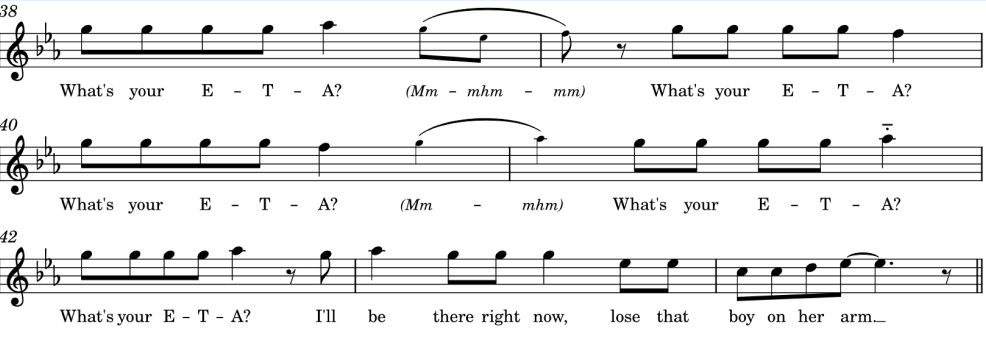 38
What's your E – T – A? (Mm – mhm – mm) What's your E – T – A?
40
What's your E – T – A? (Mm – mhm) What's your E – T – A?
42
What's your E – T – A? I'll be there right now, lose that boy on her arm.